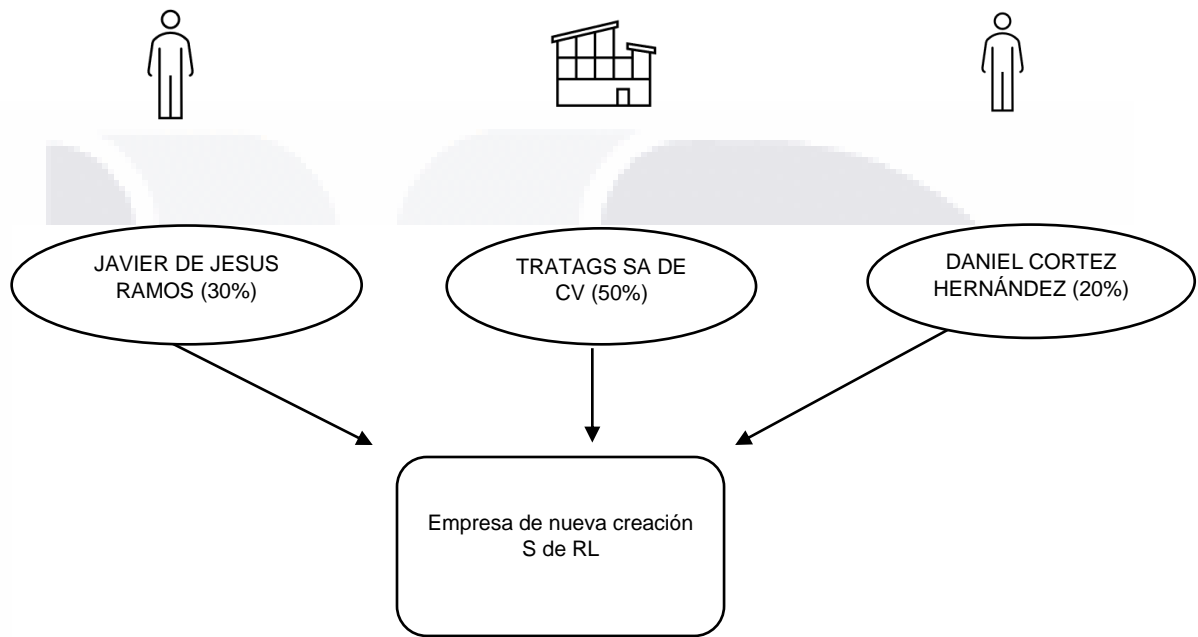 JAVIER DE JESUS
RAMOS (30%)
TRATAGS SA DE
CV (50%)
DANIEL CORTEZ
HERNÁNDEZ (20%)
Empresa de nueva creación
S de RL